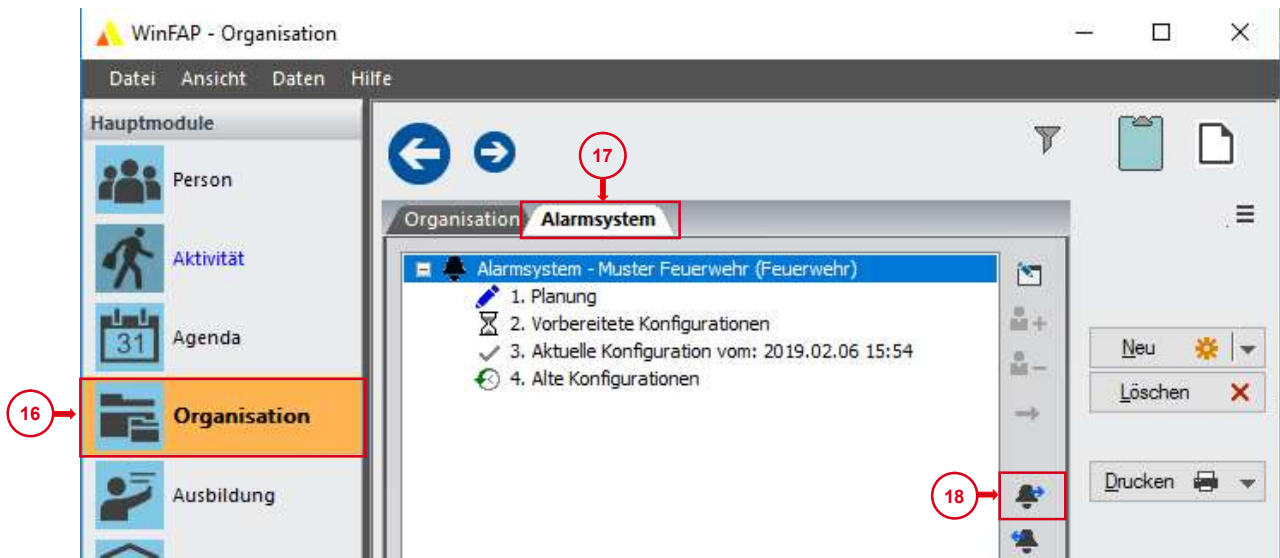 WinFAP - Organisation
Datei Ansicht Daten Hilfe
Hauptmodule
Person
17
Organisation Alarmsystem
Aktivität
Alarmsystem - Muster Feuerwehr (Feuerwehr)
1. Planung
2. Vorbereitete Konfigurationen
3. Aktuelle Konfiguration vom: 2019.02.06 15:54
4. Alte Konfigurationen
31
Agenda
Neu
Löschen
16
Organisation
Drucken
18
Ausbildung